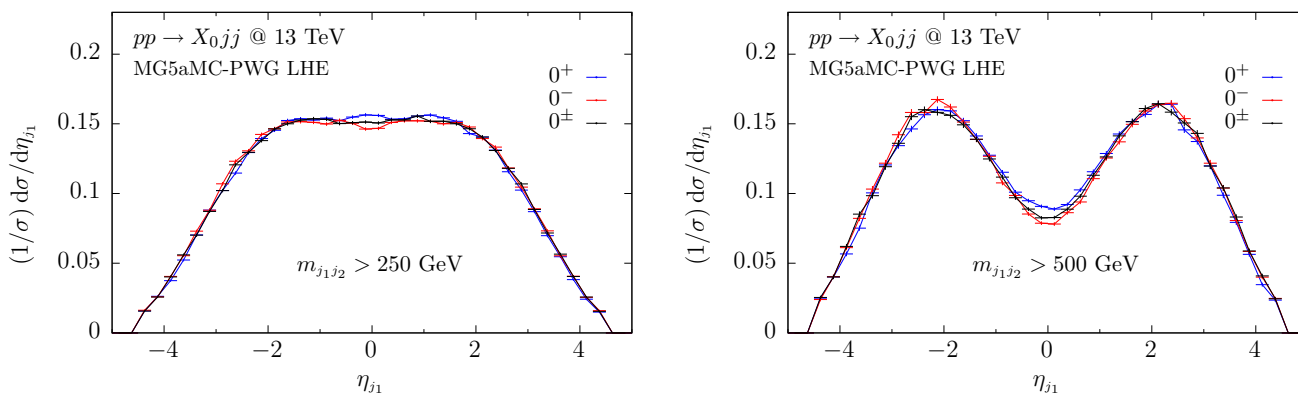 pp → X₀jj @ 13 TeV
MG5aMC-PWG LHE
0⁺
0⁻
0^±
m_{j₁j₂} > 250 GeV
(1/σ) dσ/dη_{j₁}
0.2
0.15
0.1
0.05
0
−4 −2 0 2 4
η_{j₁}
pp → X₀jj @ 13 TeV
MG5aMC-PWG LHE
0⁺
0⁻
0^±
m_{j₁j₂} > 500 GeV
(1/σ) dσ/dη_{j₁}
0.2
0.15
0.1
0.05
0
−4 −2 0 2 4
η_{j₁}